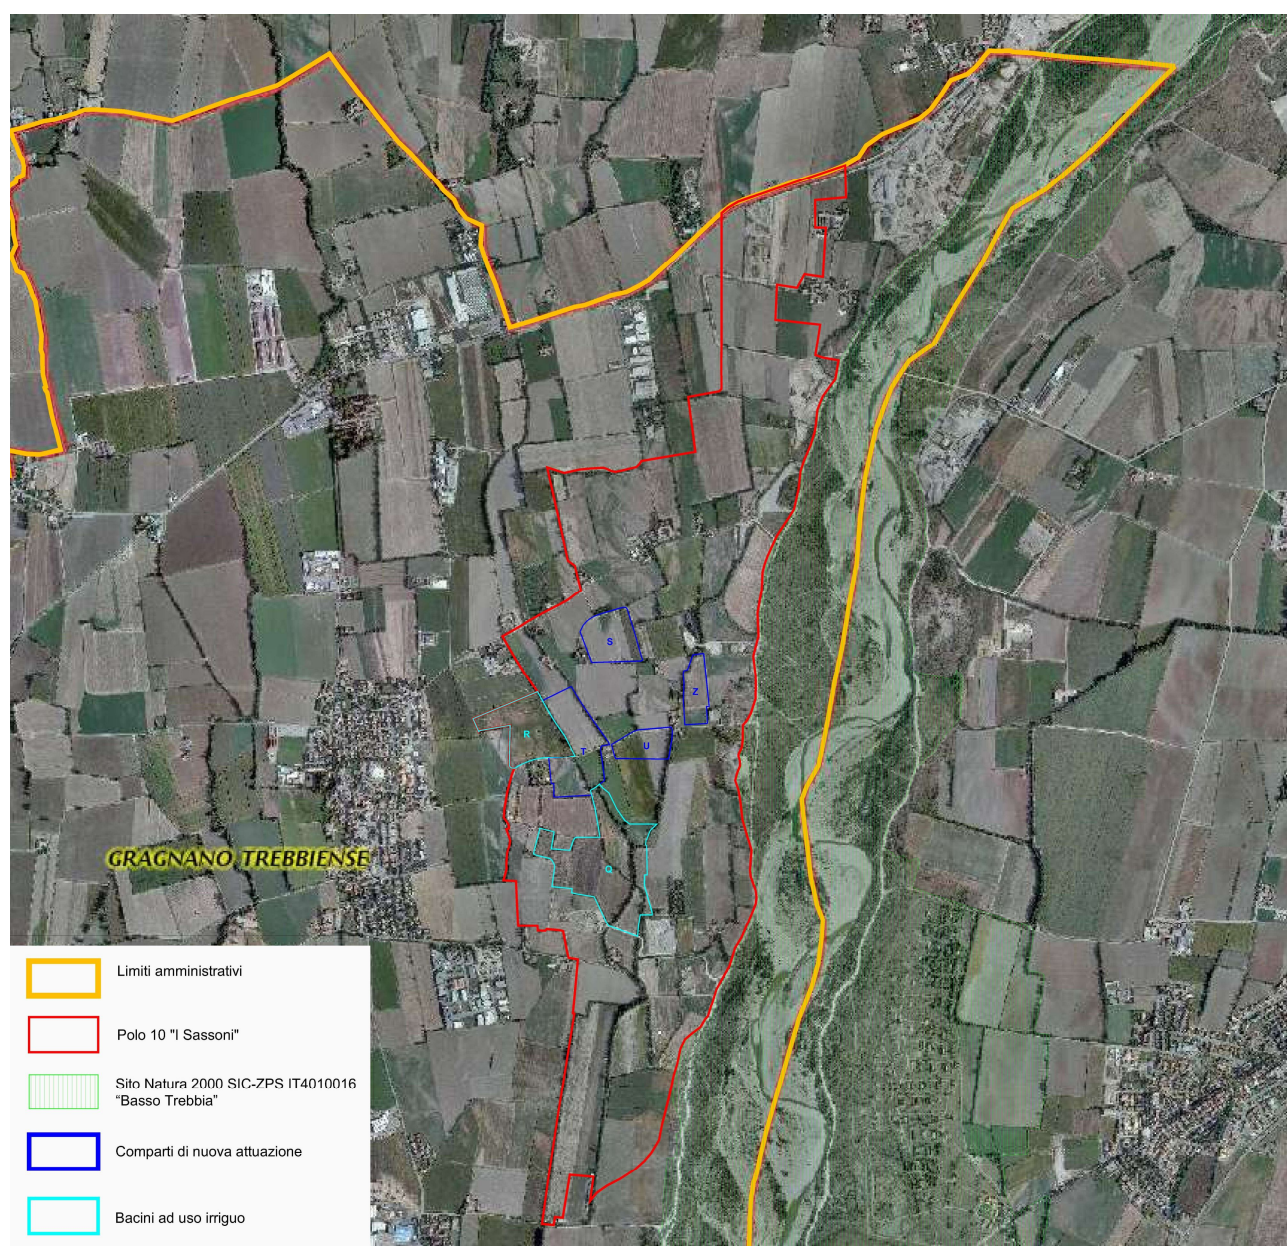 S
Z
R
U
T
GRAGNANO TREBBIENSE
Q
Limiti amministrativi
Polo 10 "I Sassoni"
Sito Natura 2000 SIC-ZPS IT4010016
“Basso Trebbia”
Comparti di nuova attuazione
Bacini ad uso irriguo